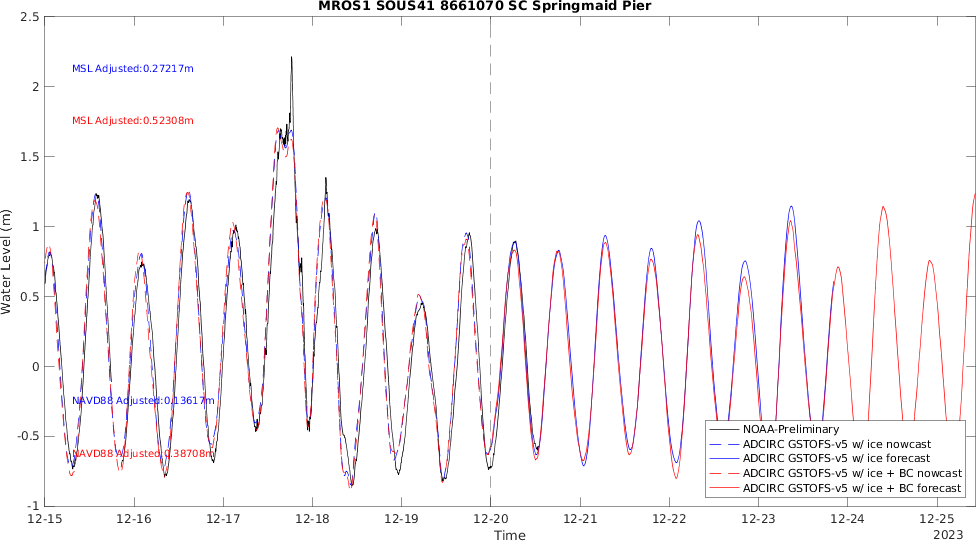 MROS1 SOUS41 8661070 SC Springmaid Pier
2.5
2
1.5
1
0.5
0
-0.5
-1
Water Level (m)
MSL Adjusted:0.27217m
MSL Adjusted:0.52308m
NAVD88 Adjusted:0.13617m
NAVD88 Adjusted:0.38708m
NOAA-Preliminary
ADCIRC GSTOFS-v5 w/ ice nowcast
ADCIRC GSTOFS-v5 w/ ice forecast
ADCIRC GSTOFS-v5 w/ ice + BC nowcast
ADCIRC GSTOFS-v5 w/ ice + BC forecast
12-15 12-16 12-17 12-18 12-19 12-20 12-21 12-22 12-23 12-24 12-25
Time
2023